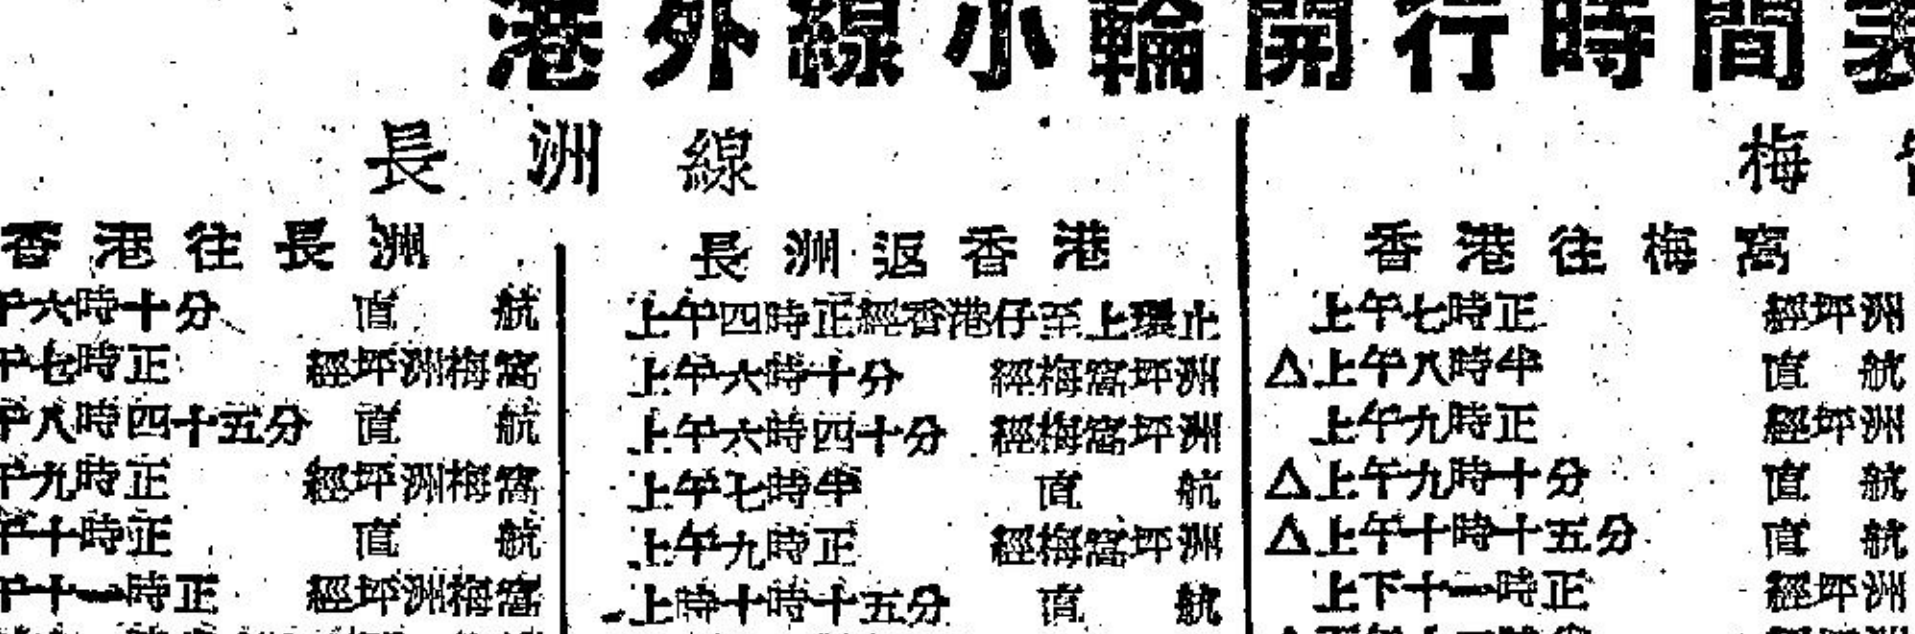 港外線小輪開行時間表
長洲線
香港往長洲
午六時十分 直航
午七時正 經坪洲梅窩
午八時四十五分 直航
午九時正 經坪洲梅窩
午十時正 直航
午十一時正 經坪洲梅窩
長洲返香港
上午四時正經香港仔至上環止
上午六時十分 經梅窩坪洲
上午六時四十分 經梅窩坪洲
上午七時半 直航
上午九時正 經梅窩坪洲
上時十時十五分 直航
梅
香港往梅窩
上午七時正 經坪洲
△上午八時半 直航
上午九時正 經坪洲
△上午九時十分 直航
△上午十時十五分 直航
上下十一時正 經坪洲